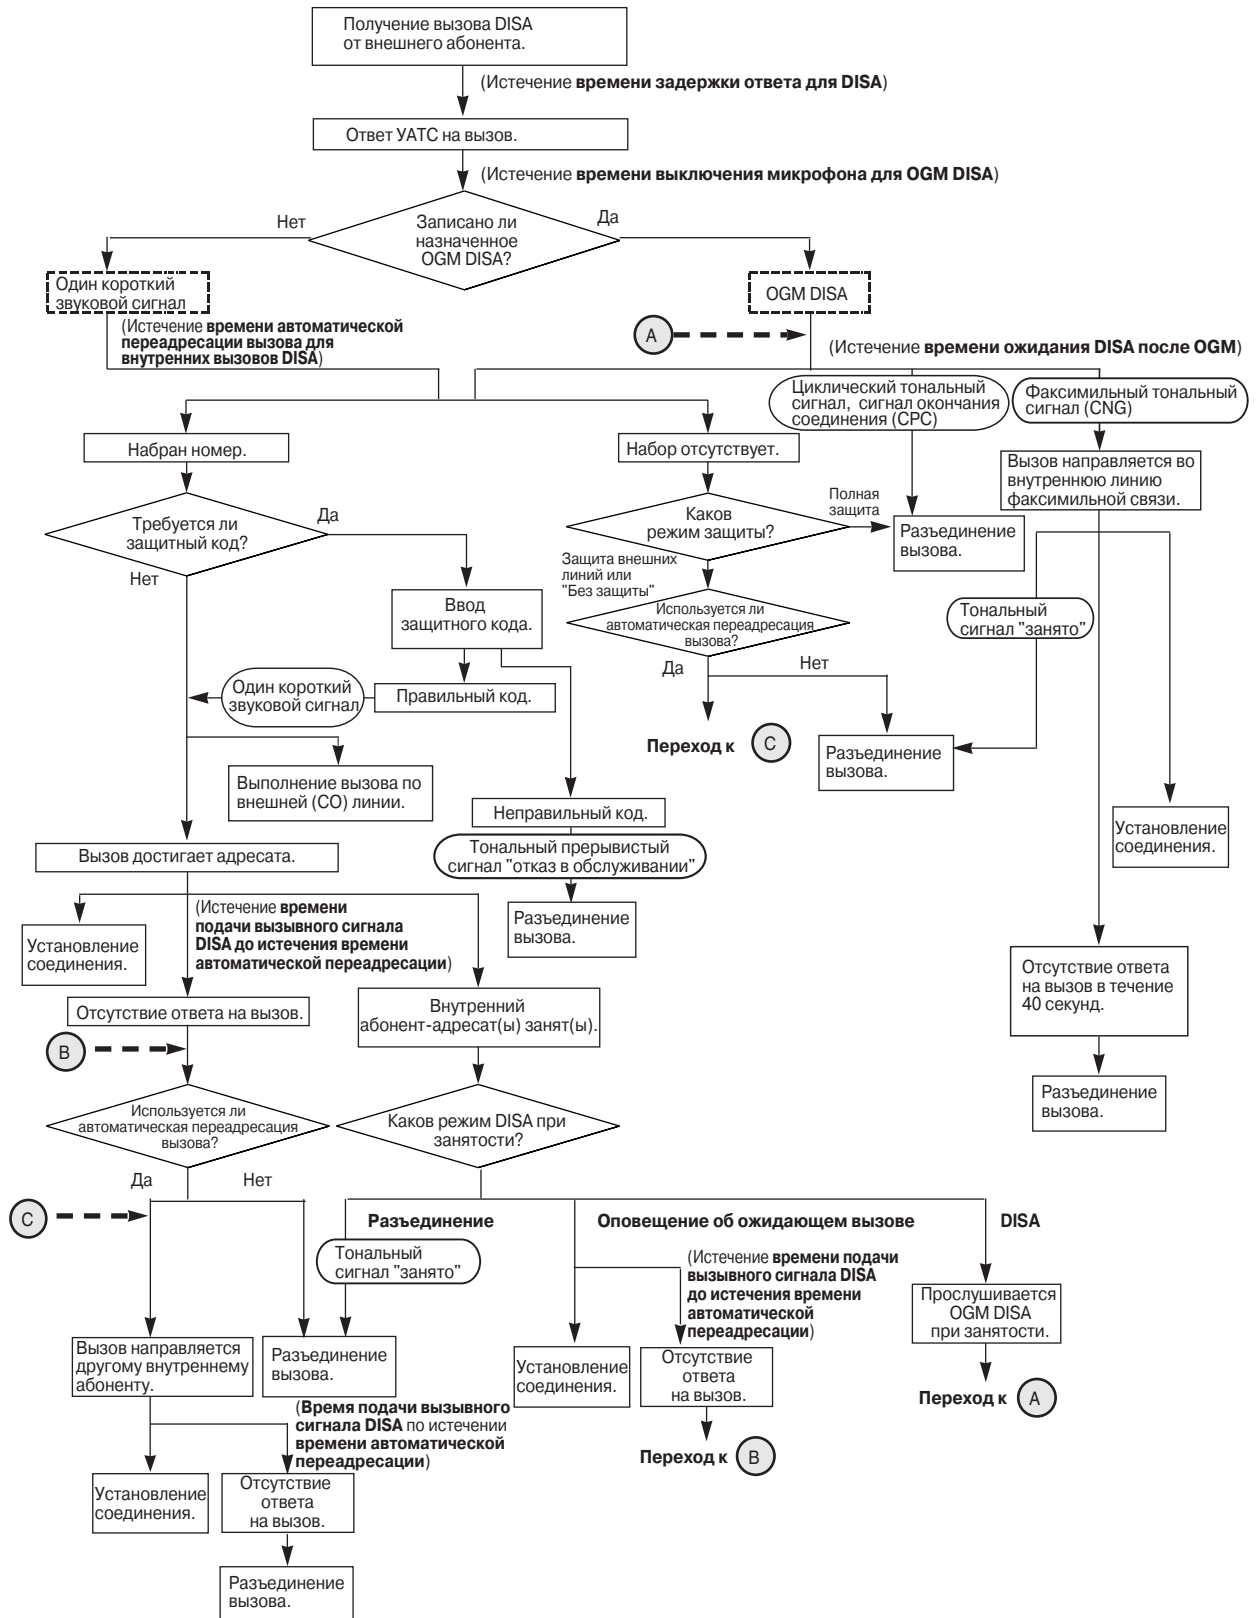 Получение вызова DISA
от внешнего абонента.
(Истечение времени задержки ответа для DISA)
Ответ УАТС на вызов.
(Истечение времени выключения микрофона для OGM DISA)
Нет
Записано ли
назначенное
OGM DISA?
Да
Один короткий
звуковой сигнал
OGM DISA
(Истечение времени автоматической
переадресации вызова для
внутренних вызовов DISA)
A
(Истечение времени ожидания DISA после OGM)
Циклический тональный
сигнал, сигнал окончания
соединения (CPC)
Факсимильный тональный
сигнал (CNG)
Набран номер.
Набор отсутствует.
Вызов направляется во
внутреннюю линию
факсимильной связи.
Требуется ли
защитный код?
Да
Нет
Каков
режим защиты?
Полная
защита
Разъединение
вызова.
Защита внешних
линий или
"Без защиты"
Ввод
защитного кода.
Используется ли
автоматическая переадресация
вызова?
Тональный
сигнал "занято"
Да
Нет
Один короткий
звуковой сигнал
Правильный код.
Переход к
C
Разъединение
вызова.
Выполнение вызова по
внешней (CO) линии.
Неправильный код.
Установление
соединения.
Вызов достигает адресата.
Тональный прерывистый
сигнал "отказ в обслуживании"
(Истечение времени
подачи вызывного сигнала
DISA до истечения времени
автоматической переадресации)
Разъединение
вызова.
Установление
соединения.
Отсутствие ответа
на вызов в течение
40 секунд.
Отсутствие ответа на вызов.
Внутренний
абонент-адресат(ы) занят(ы).
B
Разъединение
вызова.
Используется ли
автоматическая переадресация
вызова?
Каков режим DISA при
занятости?
Да
Нет
C
Разъединение
Оповещение об ожидающем вызове
DISA
Тональный
сигнал "занято"
(Истечение времени подачи
вызывного сигнала DISA
до истечения времени
автоматической
переадресации)
Прослушивается
OGM DISA
при занятости.
Вызов направляется
другому внутреннему
абоненту.
Разъединение
вызова.
Установление
соединения.
Отсутствие
ответа
на вызов.
Переход к
A
(Время подачи вызывного
сигнала DISA по истечении
времени автоматической
переадресации)
Переход к
B
Установление
соединения.
Отсутствие
ответа
на вызов.
Разъединение
вызова.